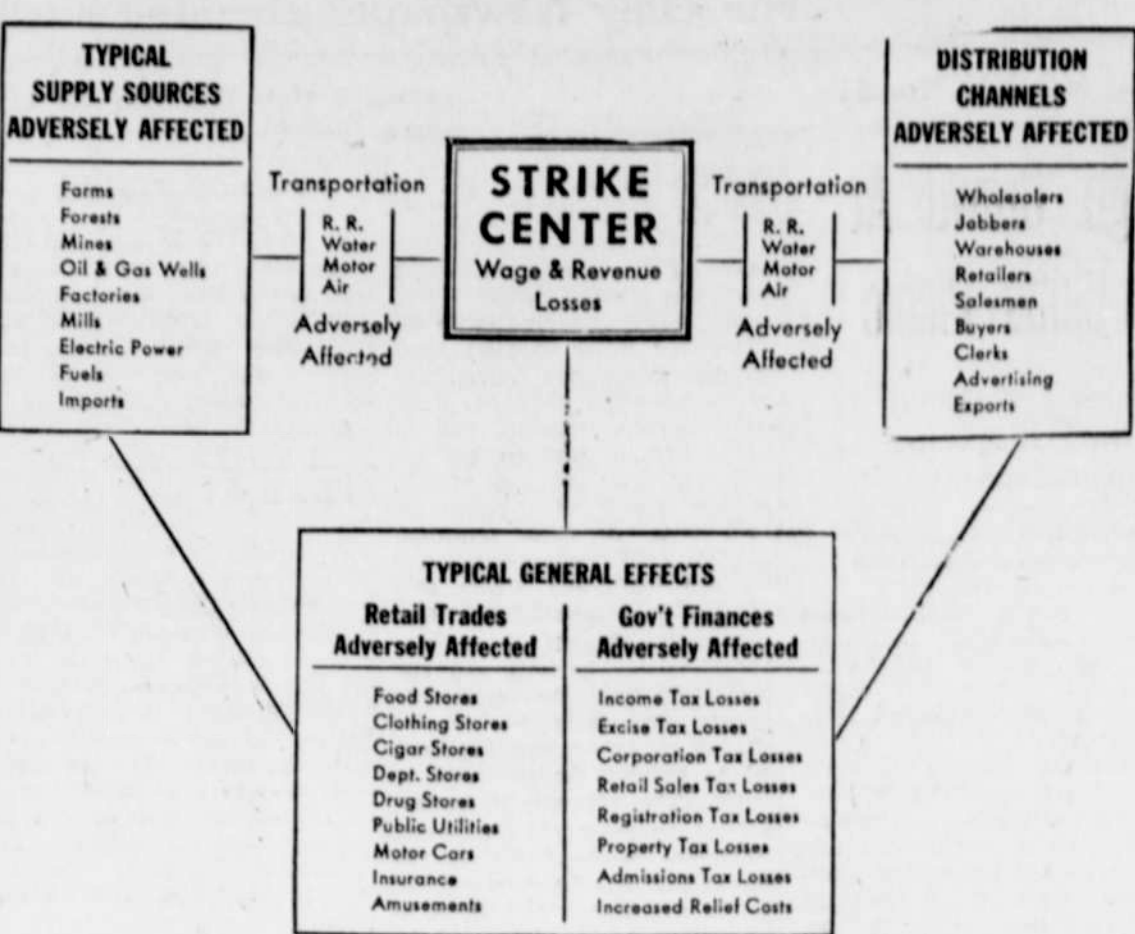 TYPICAL
SUPPLY SOURCES
ADVERSELY AFFECTED
Farms
Forests
Mines
Oil & Gas Wells
Factories
Mills
Electric Power
Fuels
Imports
Transportation
R. R.
Water
Motor
Air
Adversely
Affected
STRIKE
CENTER
Wage & Revenue
Losses
Transportation
R. R.
Water
Motor
Air
Adversely
Affected
DISTRIBUTION
CHANNELS
ADVERSELY AFFECTED
Wholesalers
Jobbers
Warehouses
Retailers
Salesmen
Buyers
Clerks
Advertising
Exports
TYPICAL GENERAL EFFECTS
Retail Trades
Adversely Affected
Food Stores
Clothing Stores
Cigar Stores
Dept. Stores
Drug Stores
Public Utilities
Motor Cars
Insurance
Amusements
Gov't Finances
Adversely Affected
Income Tax Losses
Excise Tax Losses
Corporation Tax Losses
Retail Sales Tax Losses
Registration Tax Losses
Property Tax Losses
Admissions Tax Losses
Increased Relief Costs